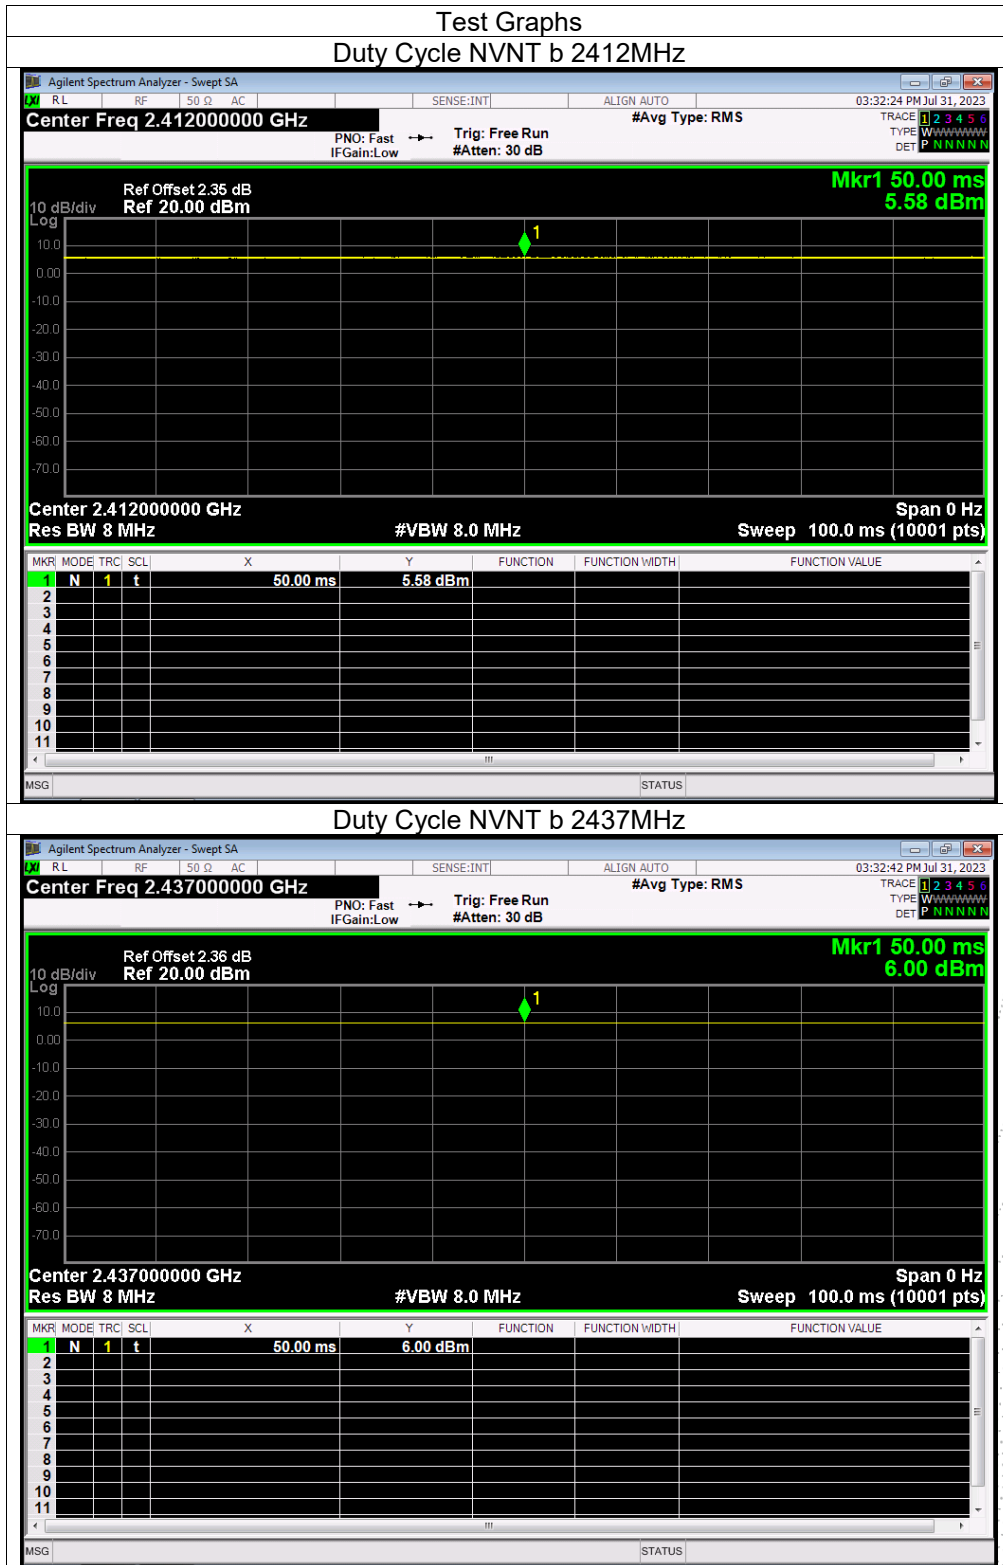 Test Graphs
Duty Cycle NVNT b 2412MHz
Agilent Spectrum Analyzer - Swept SA
LXI RL RF 50 Ω AC SENSE:INT ALIGN AUTO 03:32:24 PM Jul 31, 2023
Center Freq 2.412000000 GHz #Avg Type: RMS TRACE 1 2 3 4 5 6
PNO: Fast Trig: Free Run TYPE WWWWWW
IFGain:Low #Atten: 30 dB DET P N N N N N
Mkr1 50.00 ms
5.58 dBm
Ref Offset 2.35 dB
10 dB/div Ref 20.00 dBm
Log
1
10.0
0.00
-10.0
-20.0
-30.0
-40.0
-50.0
-60.0
-70.0
Center 2.412000000 GHz Span 0 Hz
Res BW 8 MHz #VBW 8.0 MHz Sweep 100.0 ms (10001 pts)
MKR MODE TRC SCL X Y FUNCTION FUNCTION WIDTH FUNCTION VALUE
1 N 1 t 50.00 ms 5.58 dBm
2
3
4
5
6
7
8
9
10
11
MSG STATUS
Duty Cycle NVNT b 2437MHz
Agilent Spectrum Analyzer - Swept SA
LXI RL RF 50 Ω AC SENSE:INT ALIGN AUTO 03:32:42 PM Jul 31, 2023
Center Freq 2.437000000 GHz #Avg Type: RMS TRACE 1 2 3 4 5 6
PNO: Fast Trig: Free Run TYPE WWWWWW
IFGain:Low #Atten: 30 dB DET P N N N N N
Mkr1 50.00 ms
6.00 dBm
Ref Offset 2.36 dB
10 dB/div Ref 20.00 dBm
Log
1
10.0
0.00
-10.0
-20.0
-30.0
-40.0
-50.0
-60.0
-70.0
Center 2.437000000 GHz Span 0 Hz
Res BW 8 MHz #VBW 8.0 MHz Sweep 100.0 ms (10001 pts)
MKR MODE TRC SCL X Y FUNCTION FUNCTION WIDTH FUNCTION VALUE
1 N 1 t 50.00 ms 6.00 dBm
2
3
4
5
6
7
8
9
10
11
MSG STATUS